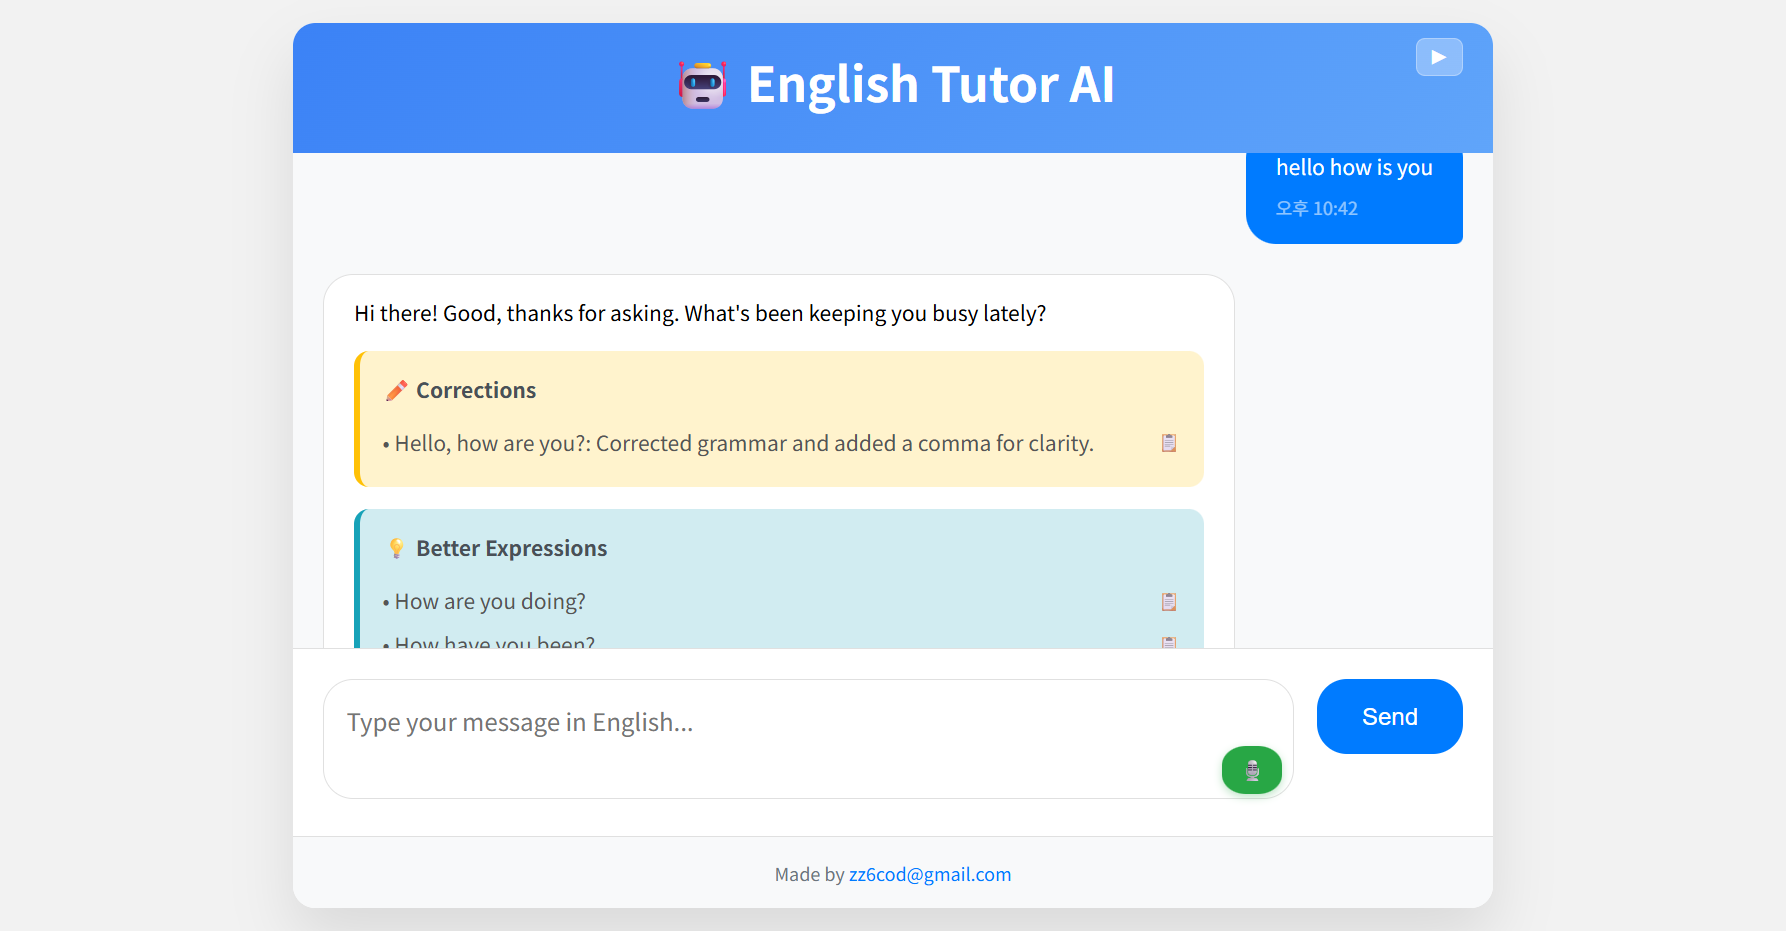 English Tutor AI
hello how is you
오후 10:42
Hi there! Good, thanks for asking. What's been keeping you busy lately?
Corrections
• Hello, how are you?: Corrected grammar and added a comma for clarity.
Better Expressions
• How are you doing?
• How have you been?
Type your message in English...
Send
Made by zz6cod@gmail.com